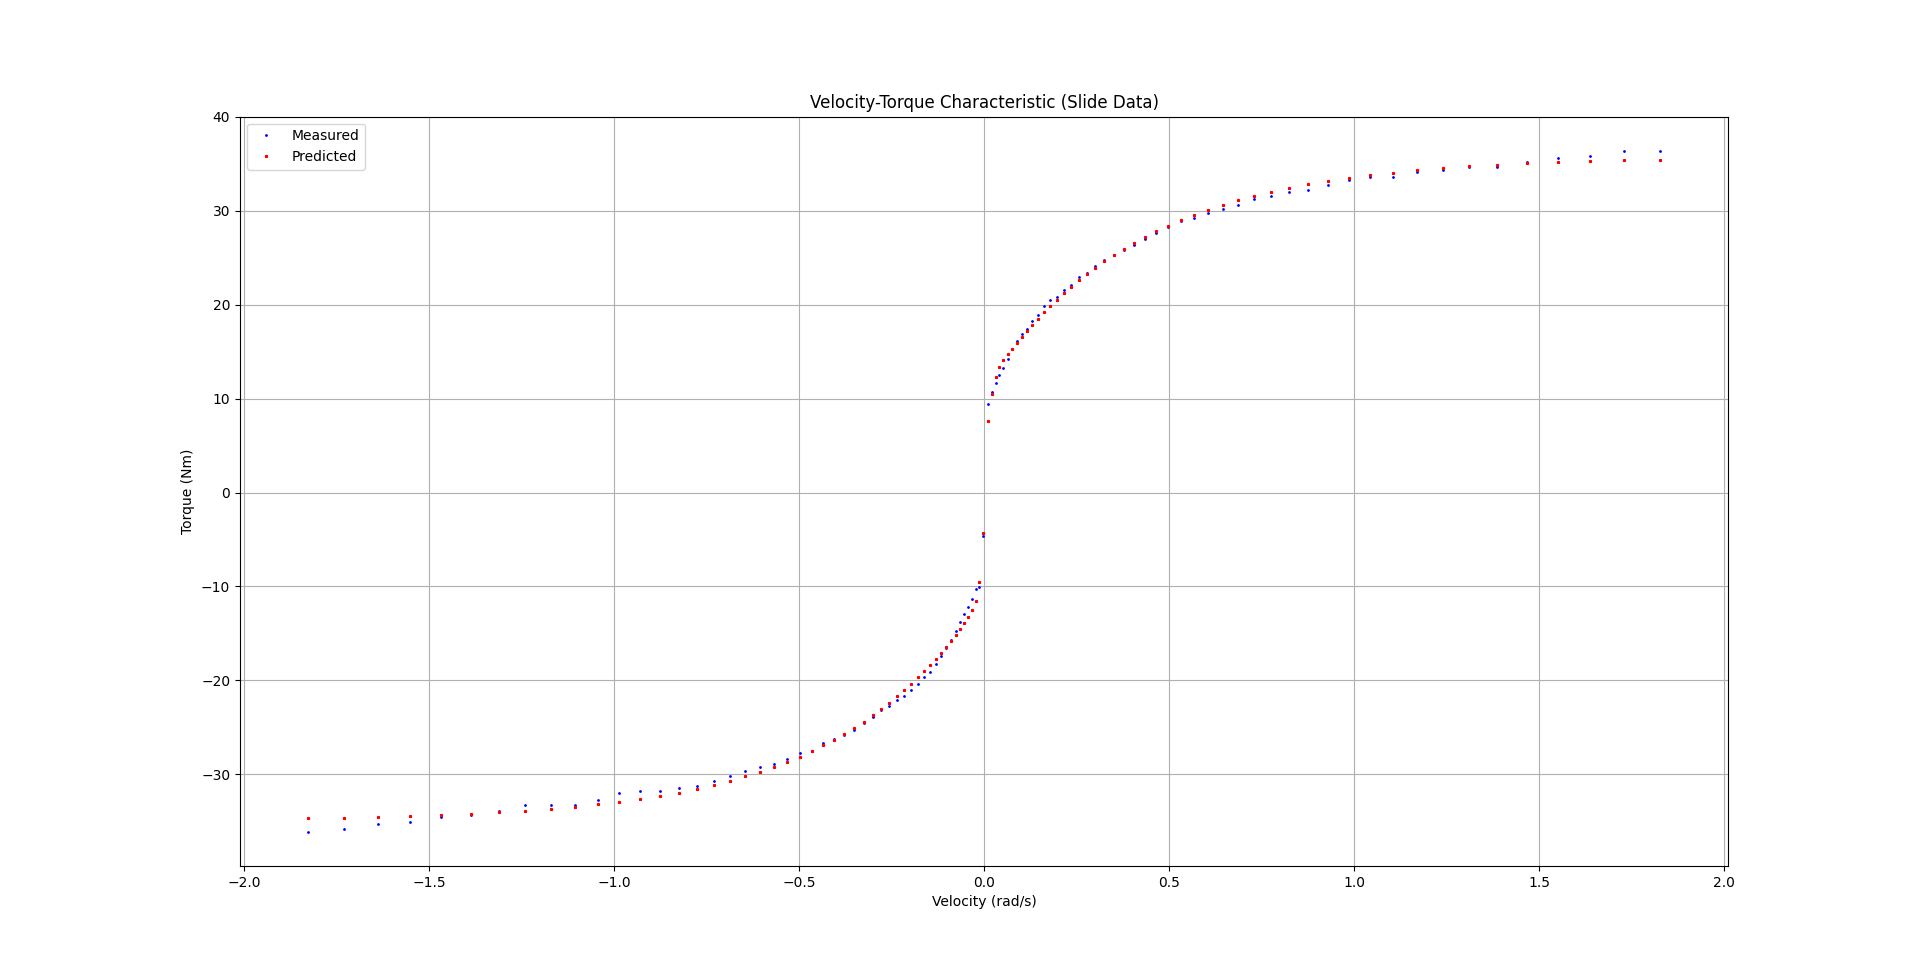 Velocity-Torque Characteristic (Slide Data)
Measured
Predicted
40
30
20
10
0
−10
−20
−30
Torque (Nm)
−2.0 −1.5 −1.0 −0.5 0.0 0.5 1.0 1.5 2.0
Velocity (rad/s)